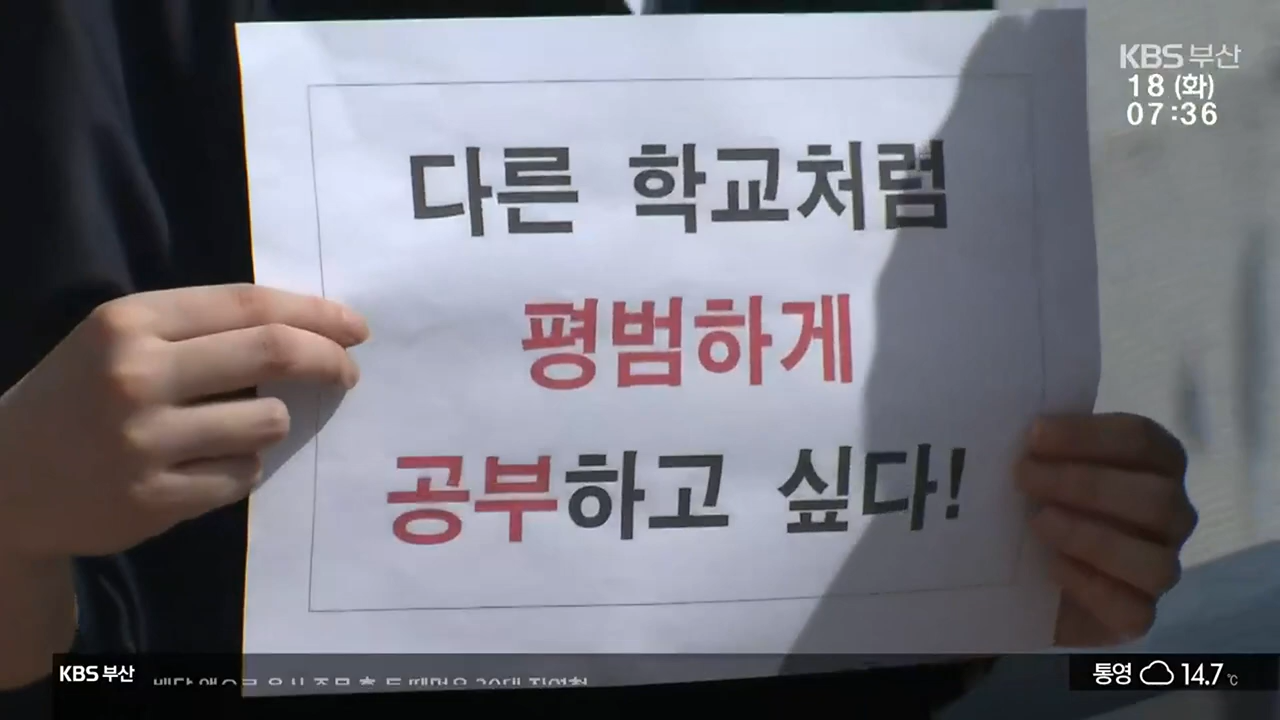 KBS 부산
18 (화)
07:36
다른 학교처럼
평범하게
공부하고 싶다!
KBS 부산
통영 14.7℃